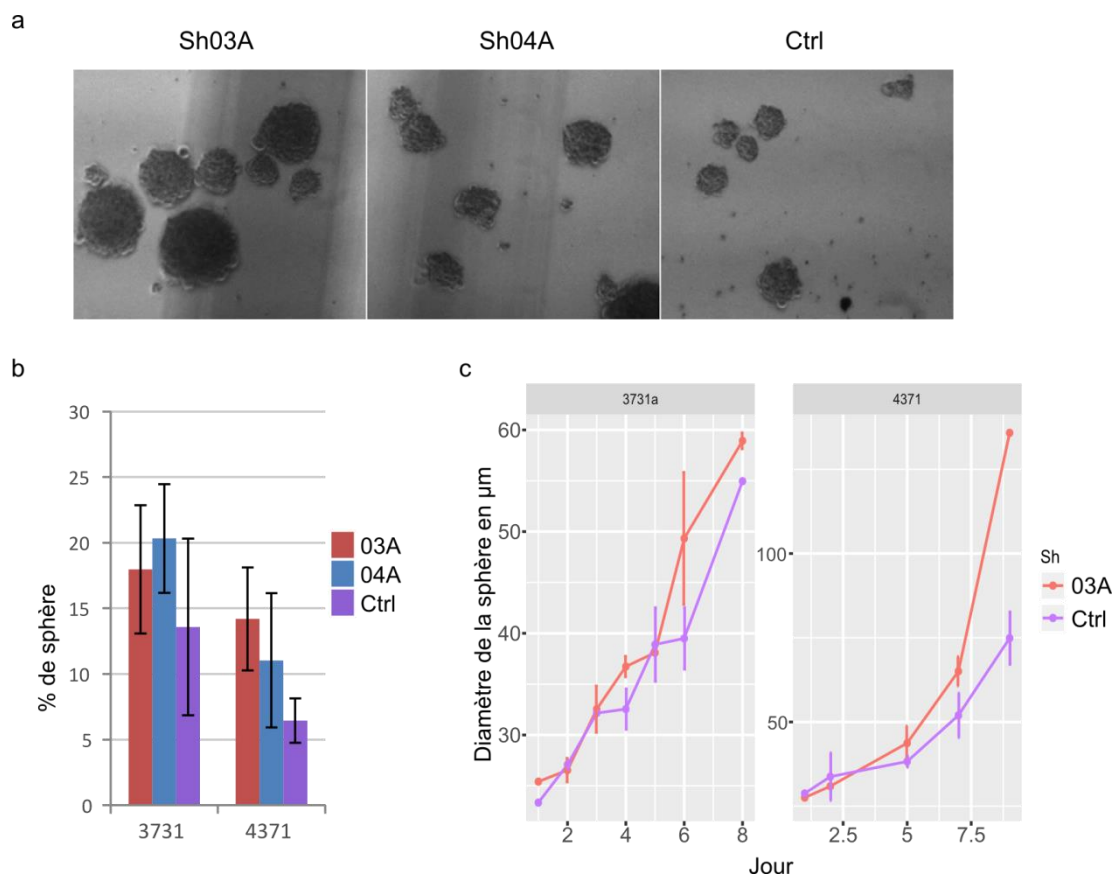 a
Sh03A Sh04A Ctrl
b
30
25
20
15
10
5
0
% de sphère
3731 4371
03A
04A
Ctrl
c
3731a 4371
Diamètre de la sphère en µm
60
50
40
30
2 4 6 8
100
50
2.5 5 7.5
Jour
Sh
03A
Ctrl